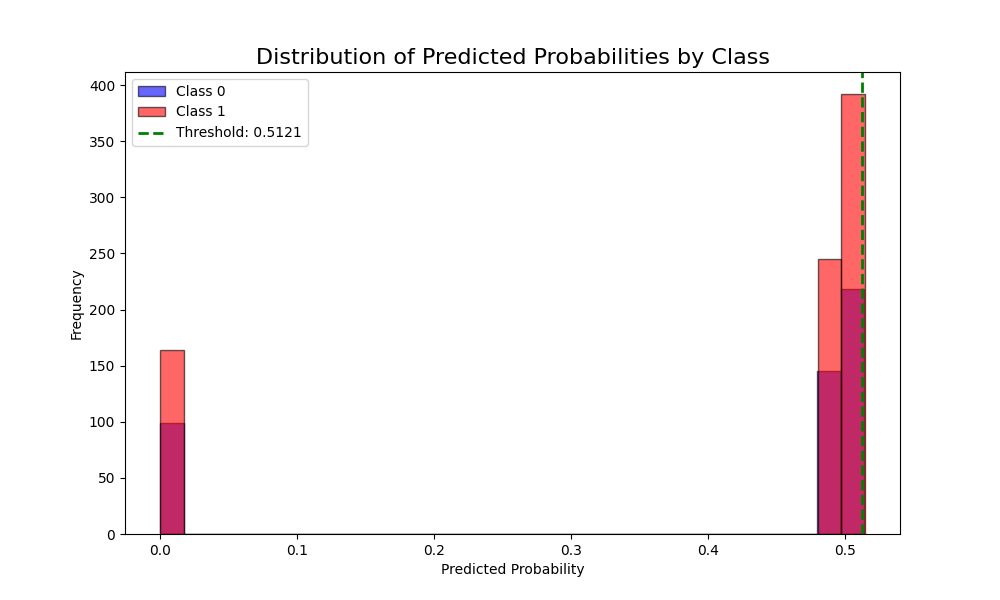 Distribution of Predicted Probabilities by Class
Class 0
Class 1
Threshold: 0.5121
400
350
300
250
200
150
100
50
0
Frequency
0.0 0.1 0.2 0.3 0.4 0.5
Predicted Probability